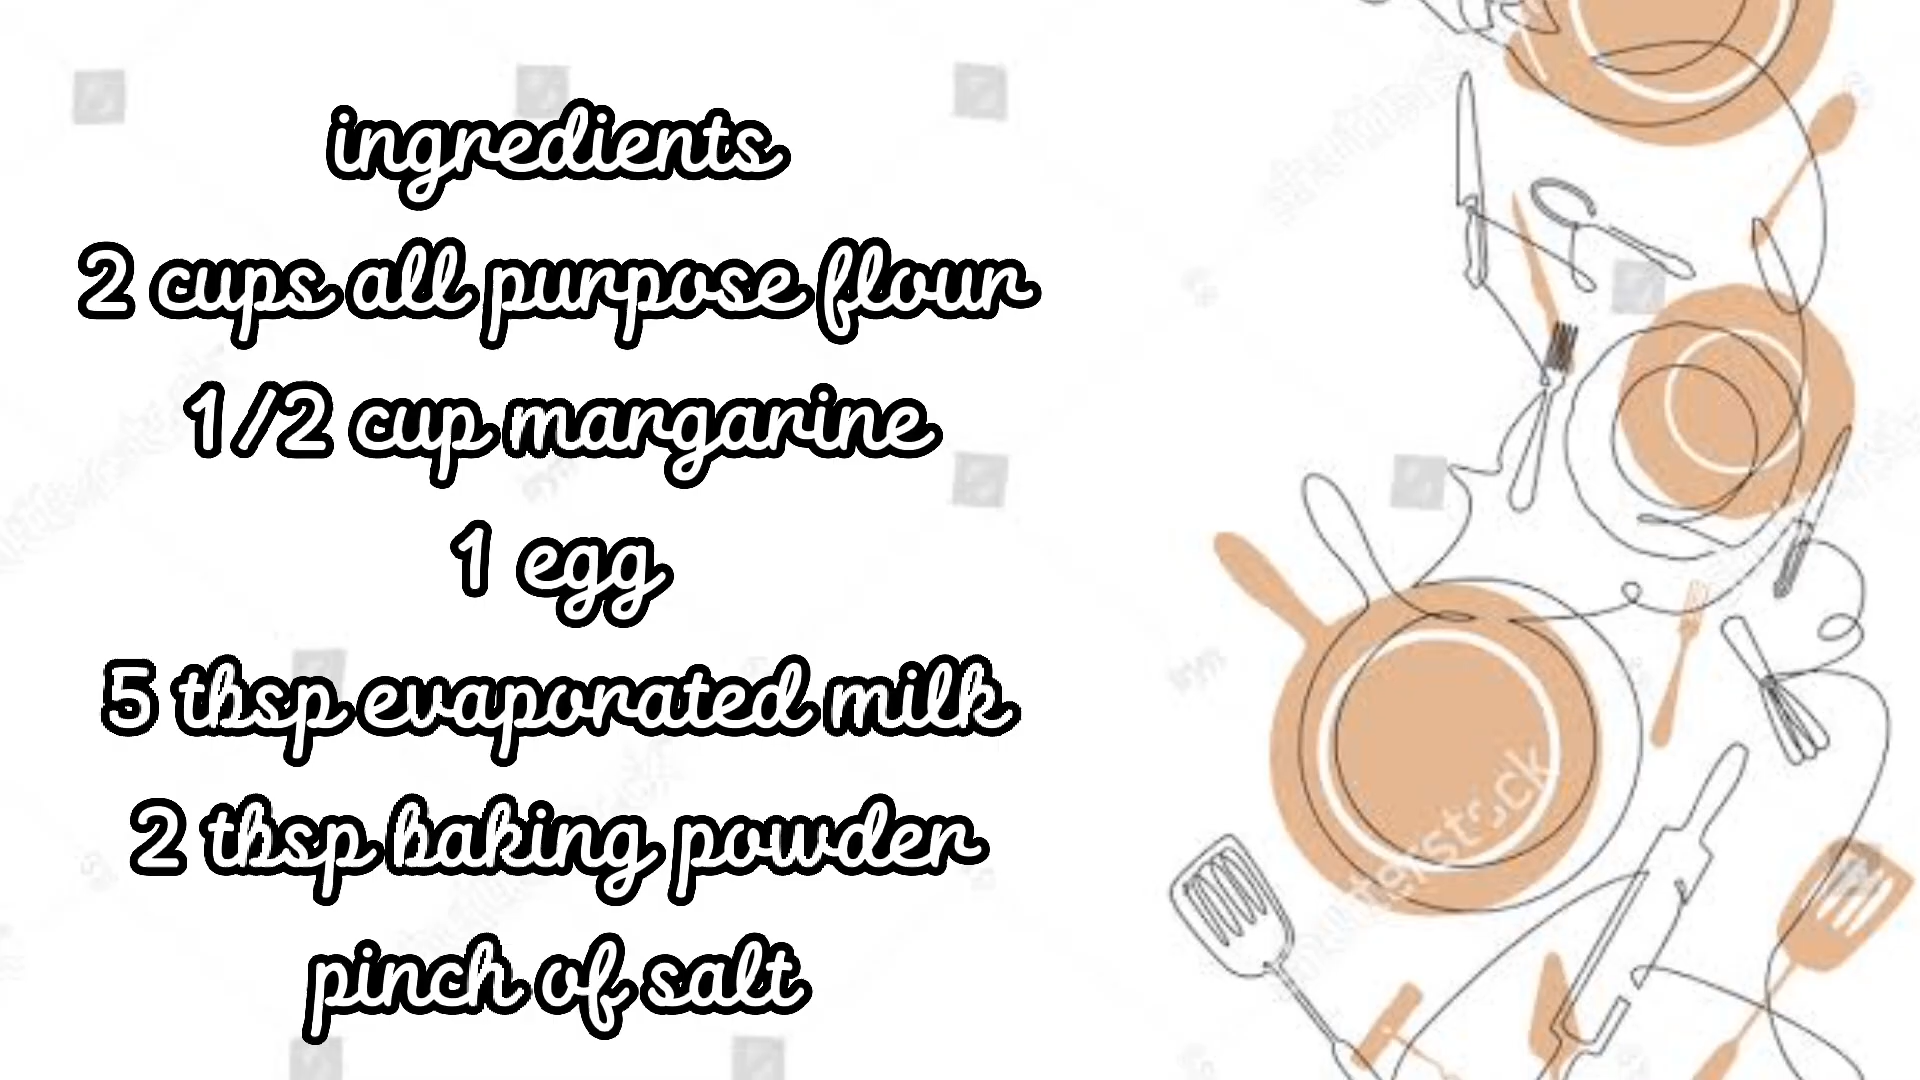 ingredients
2 cups all purpose flour
1/2 cup margarine
1 egg
5 tbsp evaporated milk
2 tbsp baking powder
pinch of salt